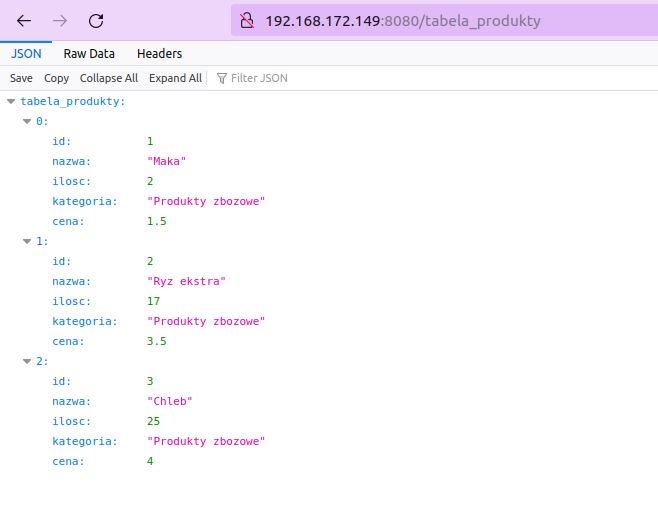 192.168.172.149:8080/tabela_produkty
JSON Raw Data Headers
Save Copy Collapse All Expand All Filter JSON
tabela_produkty:
0:
id: 1
nazwa: "Maka"
ilosc: 2
kategoria: "Produkty zbozowe"
cena: 1.5
1:
id: 2
nazwa: "Ryz ekstra"
ilosc: 17
kategoria: "Produkty zbozowe"
cena: 3.5
2:
id: 3
nazwa: "Chleb"
ilosc: 25
kategoria: "Produkty zbozowe"
cena: 4